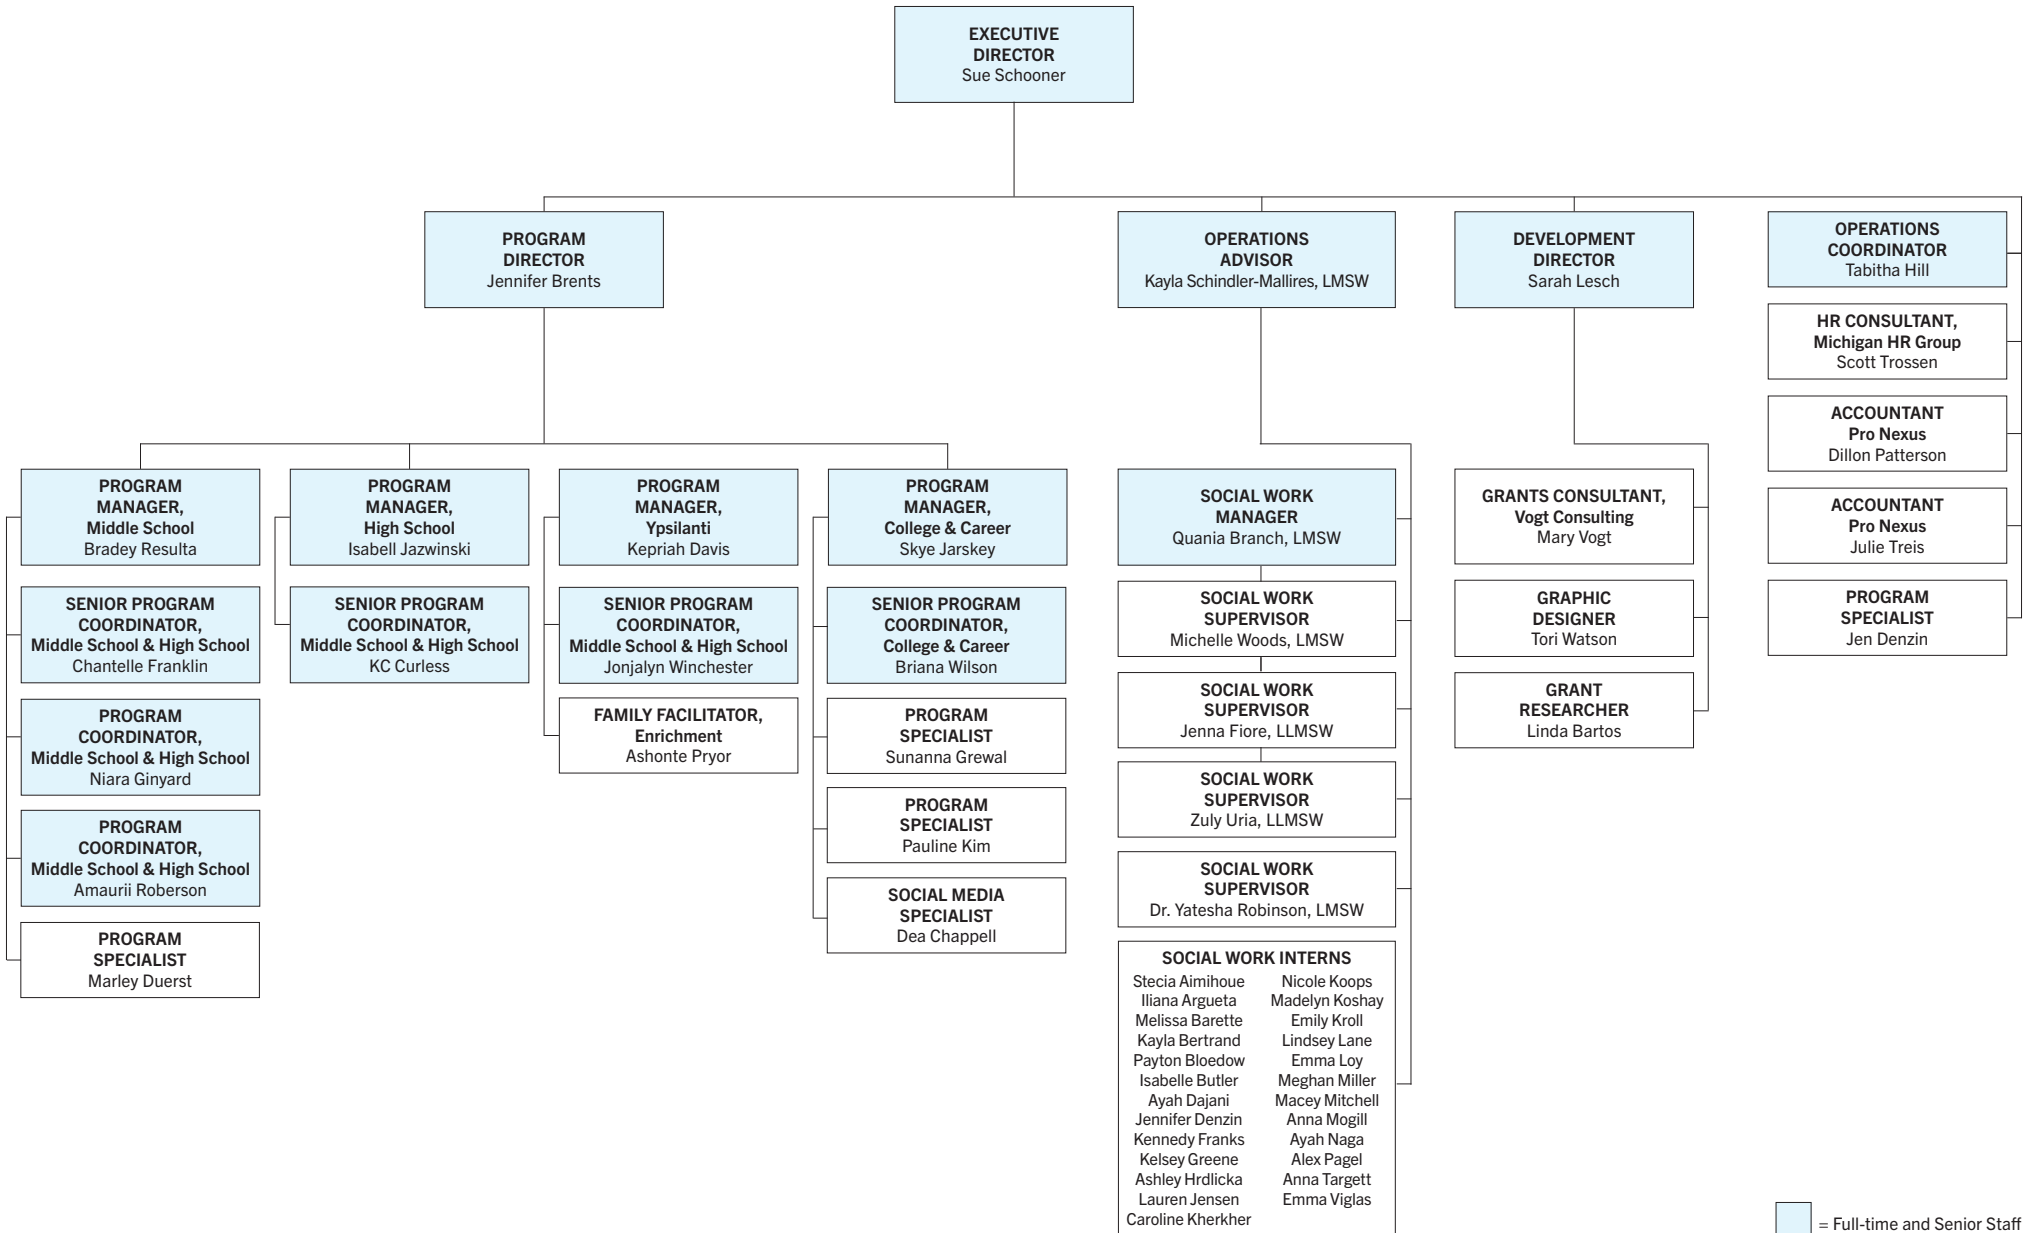 EXECUTIVE
DIRECTOR
Sue Schooner
PROGRAM
DIRECTOR
Jennifer Brents
OPERATIONS
ADVISOR
Kayla Schindler-Mallires, LMSW
DEVELOPMENT
DIRECTOR
Sarah Lesch
OPERATIONS
COORDINATOR
Tabitha Hill
HR CONSULTANT,
Michigan HR Group
Scott Trossen
ACCOUNTANT
Pro Nexus
Dillon Patterson
ACCOUNTANT
Pro Nexus
Julie Treis
PROGRAM
SPECIALIST
Jen Denzin
PROGRAM
MANAGER,
Middle School
Bradey Resulta
SENIOR PROGRAM
COORDINATOR,
Middle School & High School
Chantelle Franklin
PROGRAM
COORDINATOR,
Middle School & High School
Niara Ginyard
PROGRAM
COORDINATOR,
Middle School & High School
Amaurii Roberson
PROGRAM
SPECIALIST
Marley Duerst
PROGRAM
MANAGER,
High School
Isabell Jazwinski
SENIOR PROGRAM
COORDINATOR,
Middle School & High School
KC Curless
PROGRAM
MANAGER,
Ypsilanti
Kepriah Davis
SENIOR PROGRAM
COORDINATOR,
Middle School & High School
Jonjalyn Winchester
FAMILY FACILITATOR,
Enrichment
Ashonte Pryor
PROGRAM
MANAGER,
College & Career
Skye Jarskey
SENIOR PROGRAM
COORDINATOR,
College & Career
Briana Wilson
PROGRAM
SPECIALIST
Sunanna Grewal
PROGRAM
SPECIALIST
Pauline Kim
SOCIAL MEDIA
SPECIALIST
Dea Chappell
SOCIAL WORK
MANAGER
Quania Branch, LMSW
SOCIAL WORK
SUPERVISOR
Michelle Woods, LMSW
SOCIAL WORK
SUPERVISOR
Jenna Fiore, LLMSW
SOCIAL WORK
SUPERVISOR
Zuly Uria, LLMSW
SOCIAL WORK
SUPERVISOR
Dr. Yatesha Robinson, LMSW
SOCIAL WORK INTERNS
Stecia Aimihoue
Iliana Argueta
Melissa Barette
Kayla Bertrand
Payton Bloedow
Isabelle Butler
Ayah Dajani
Jennifer Denzin
Kennedy Franks
Kelsey Greene
Ashley Hrdlicka
Lauren Jensen
Caroline Kherkher
Nicole Koops
Madelyn Koshay
Emily Kroll
Lindsey Lane
Emma Loy
Meghan Miller
Macey Mitchell
Anna Mogill
Ayah Naga
Alex Pagel
Anna Targett
Emma Viglas
GRANTS CONSULTANT,
Vogt Consulting
Mary Vogt
GRAPHIC
DESIGNER
Tori Watson
GRANT
RESEARCHER
Linda Bartos
= Full-time and Senior Staff